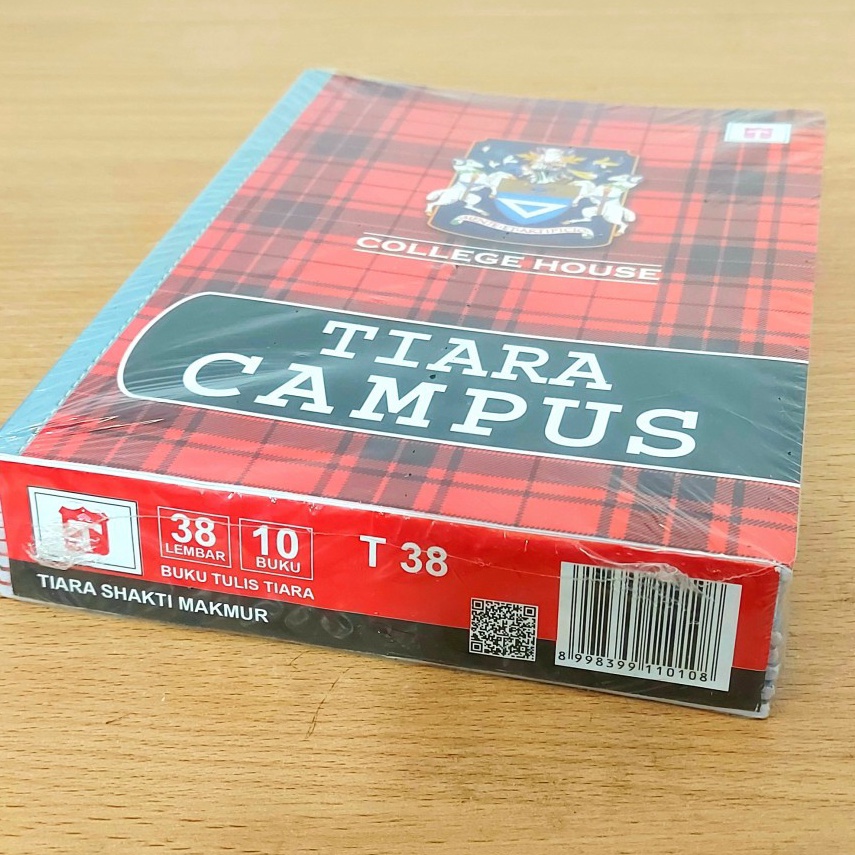 COLLEGE HOUSE
TIARA
CAMPUS
38
LEMBAR
10
BUKU
BUKU TULIS TIARA
T 38
TIARA SHAKTI MAKMUR
8 998399 110108